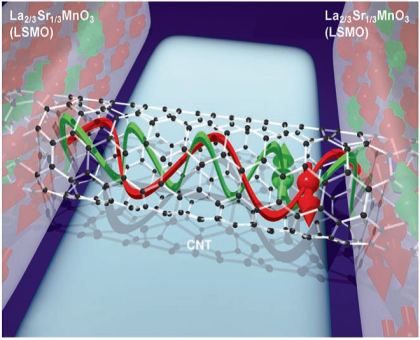 La2/3Sr1/3MnO3
(LSMO)
La2/3Sr1/3MnO3
(LSMO)
CNT